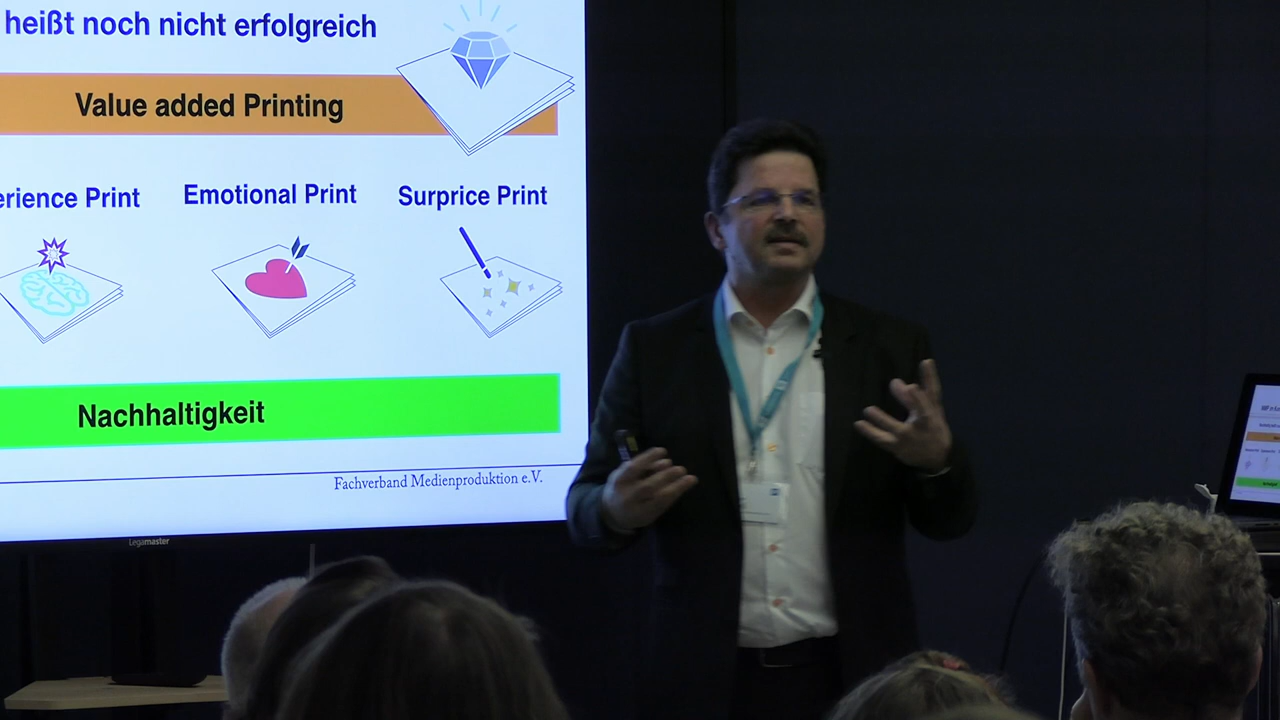 heißt noch nicht erfolgreich
Value added Printing
erience Print
Emotional Print
Surprice Print
Nachhaltigkeit
Fachverband Medienproduktion e.V.
Legamaster